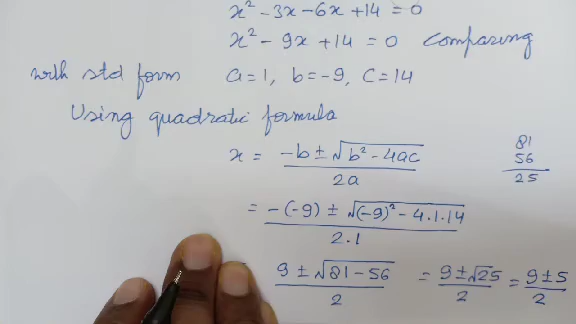 x² - 3x - 6x + 14 = 0
x² - 9x + 14 = 0 comparing
with std form a = 1, b = -9, c = 14
Using quadratic formula
x = (-b ± √(b² - 4ac)) / 2a
81
56
25
= (-(-9) ± √((-9)² - 4.1.14)) / 2.1
(9 ± √(81 - 56)) / 2 = (9 ± √25) / 2 = (9 ± 5) / 2